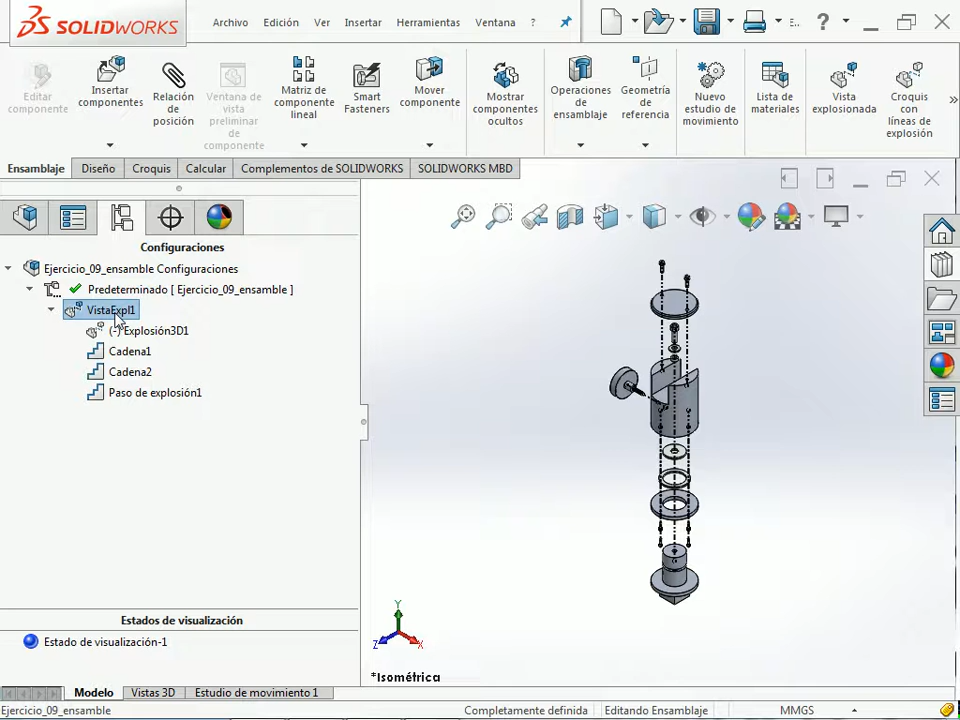 SOLIDWORKS
Archivo Edición Ver Insertar Herramientas Ventana ? E.. ?
Editar componente
Insertar componentes
Relación de posición
Ventana de vista preliminar de componente
Matriz de componente lineal
Smart Fasteners
Mover componente
Mostrar componentes ocultos
Operaciones de ensamblaje
Geometría de referencia
Nuevo estudio de movimiento
Lista de materiales
Vista explosionada
Croquis con líneas de explosión
»
Ensamblaje Diseño Croquis Calcular Complementos de SOLIDWORKS SOLIDWORKS MBD
Configuraciones
Ejercicio_09_ensamble Configuraciones
Predeterminado [ Ejercicio_09_ensamble ]
VistaExpl1
(-) Explosión3D1
Cadena1
Cadena2
Paso de explosión1
Estados de visualización
Estado de visualización-1
Y
Z
X
*Isométrica
Modelo Vistas 3D Estudio de movimiento 1
Ejercicio_09_ensamble Completamente definida Editando Ensamblaje MMGS